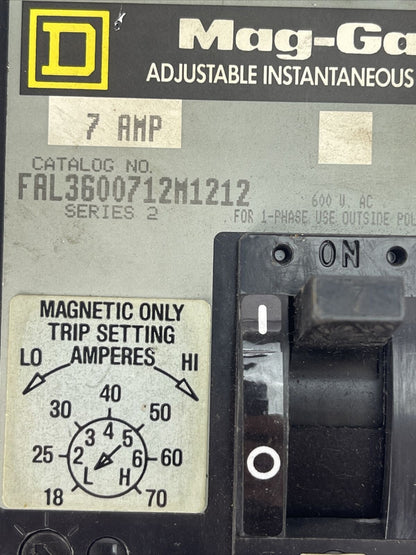 D
Mag-Ga
ADJUSTABLE INSTANTANEOUS
7 AMP
CATALOG NO.
FAL3600712M1212
SERIES 2
600 V. AC
FOR 1-PHASE USE OUTSIDE POL
ON
I
O
MAGNETIC ONLY
TRIP SETTING
LO AMPERES HI
40
30 50
25 60
18 70
3 4 5
2 6
L H